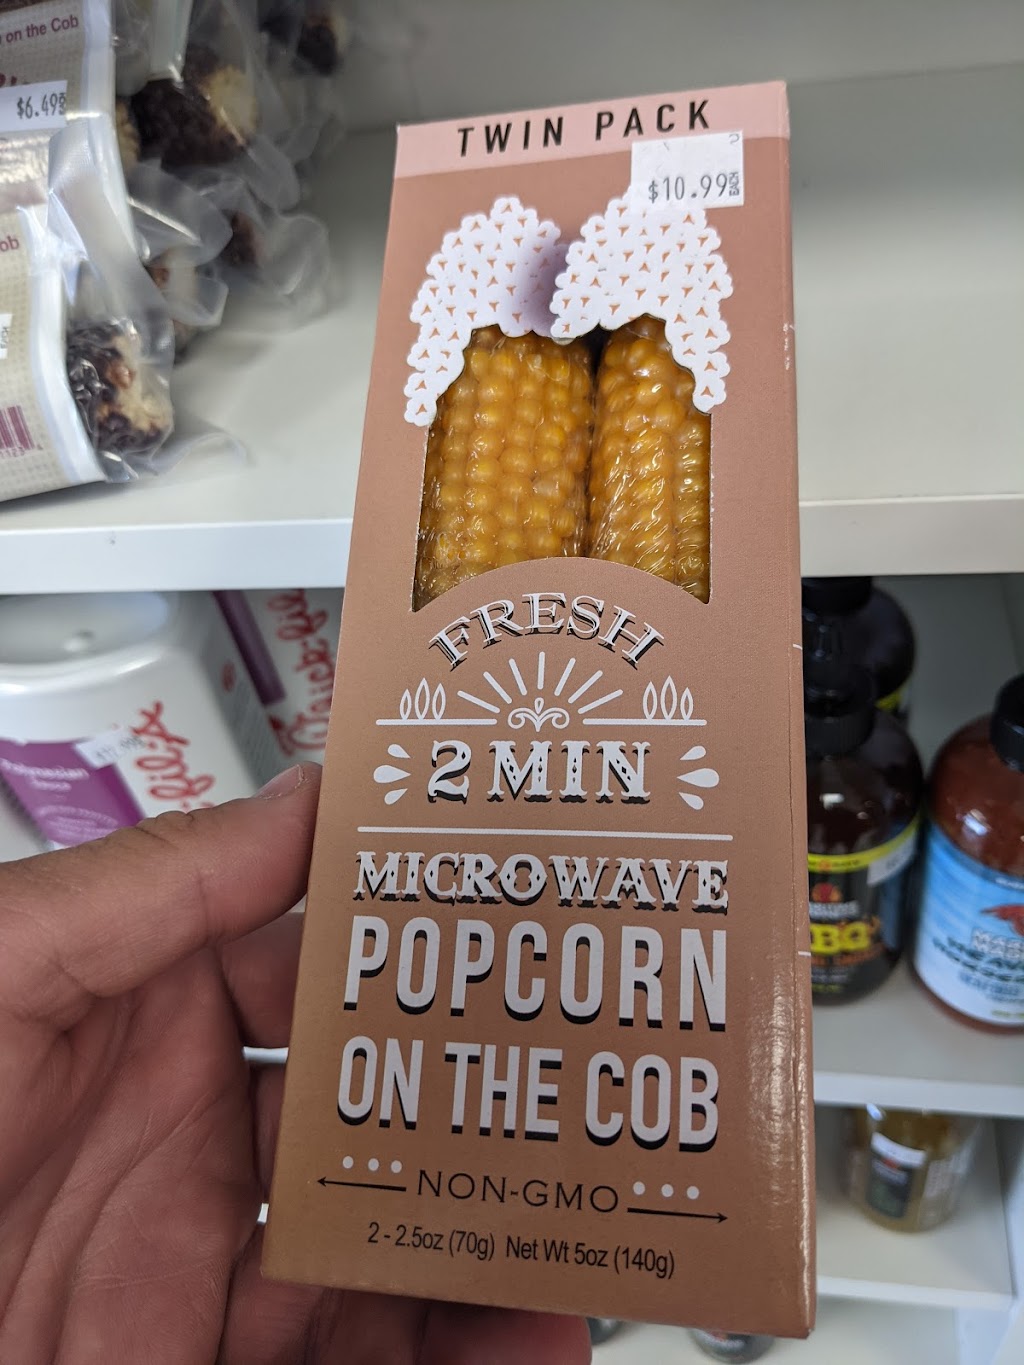 on the Cob
$6.49
TWIN PACK
$10.99 EACH
FRESH
2 MIN
MICROWAVE
POPCORN
ON THE COB
NON-GMO
2 - 2.5oz (70g) Net Wt 5oz (140g)